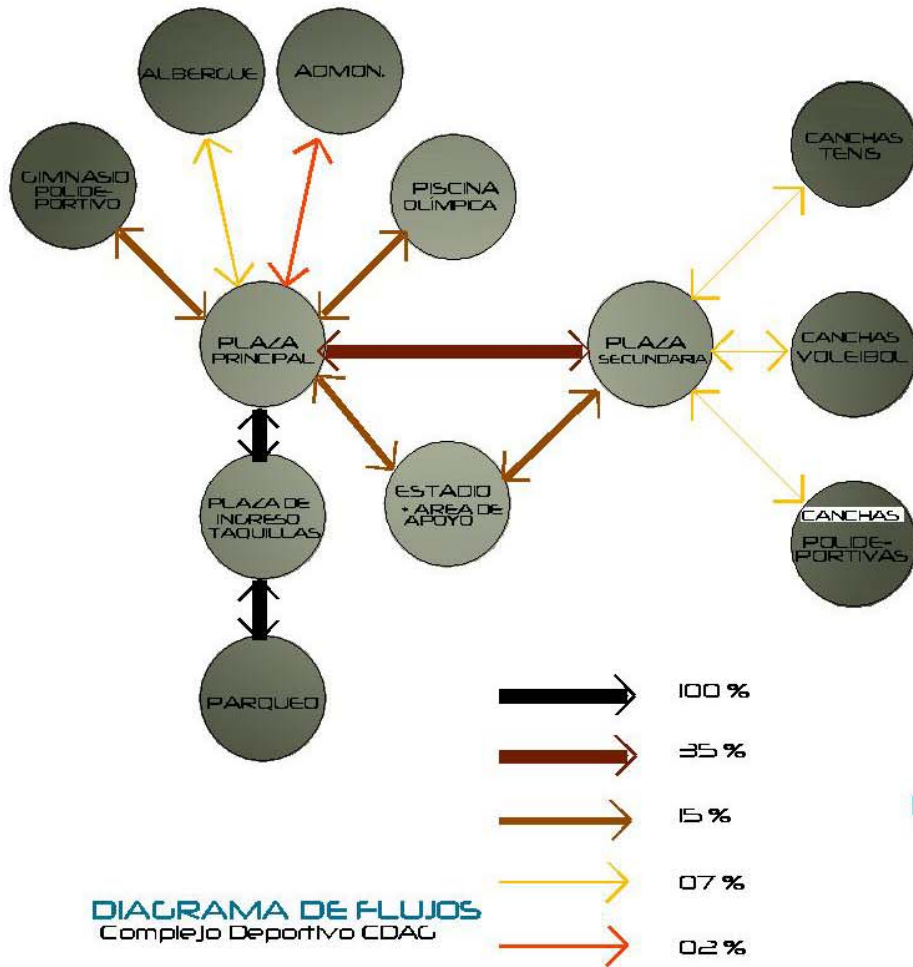 ALBERGUE
ADMON.
GIMNASIO
POLIDE-
PORTIVO
PISCINA
OLÍMPICA
CANCHAS
TENIS
PLAZA
PRINCIPAL
PLAZA
SECUNDARIA
CANCHAS
VOLEIBOL
PLAZA DE
INGRESO
TAQUILLAS
ESTADIO
+ AREA DE
APOYO
CANCHAS
POLIDE-
PORTIVAS
PARQUEO
100 %
35 %
15 %
07 %
02 %
DIAGRAMA DE FLUJOS
Complejo Deportivo CDAG